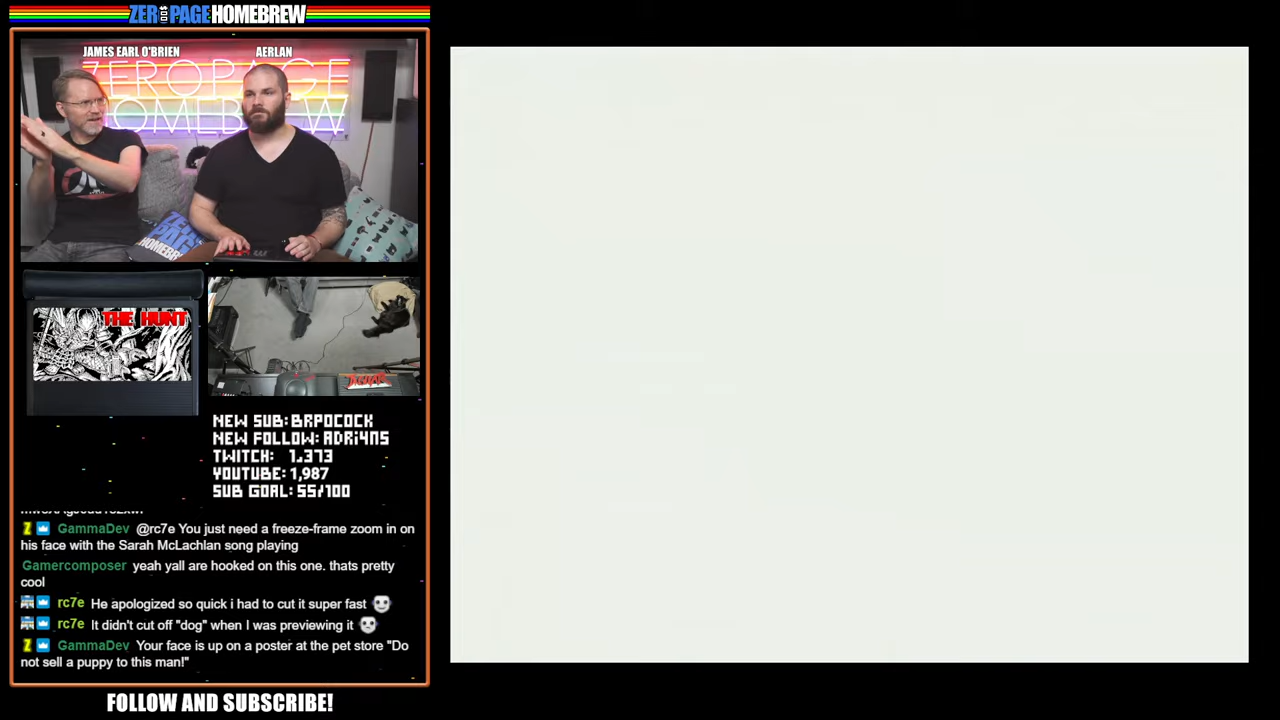 ZEROPAGE HOMEBREW
JAMES EARL O'BRIEN
AERLAN
ZEROPAGE
HOMEBREW
HOMEBREW
THE HUNT
NEW SUB: BRPOCOCK
NEW FOLLOW: ADRI4NS
TWITCH: 1,373
YOUTUBE: 1,987
SUB GOAL: 55/100
GammaDev @rc7e You just need a freeze-frame zoom in on
his face with the Sarah McLachlan song playing
Gamercomposer yeah yall are hooked on this one. thats pretty
cool
rc7e He apologized so quick i had to cut it super fast
rc7e It didn't cut off "dog" when I was previewing it
GammaDev Your face is up on a poster at the pet store "Do
not sell a puppy to this man!"
FOLLOW AND SUBSCRIBE!